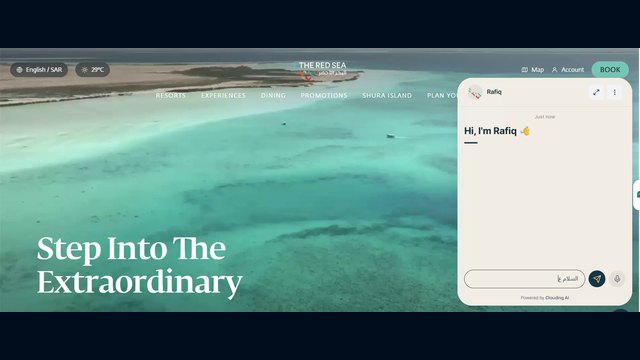 English / SAR
29°C
THE RED SEA
البحر الأحمر
Map
Account
BOOK
RESORTS
EXPERIENCES
DINING
PROMOTIONS
SHURA ISLAND
PLAN YO
Step Into The
Extraordinary
Rafiq
Just now
Hi, I'm Rafiq
السلام ع
Powered by Clouding AI